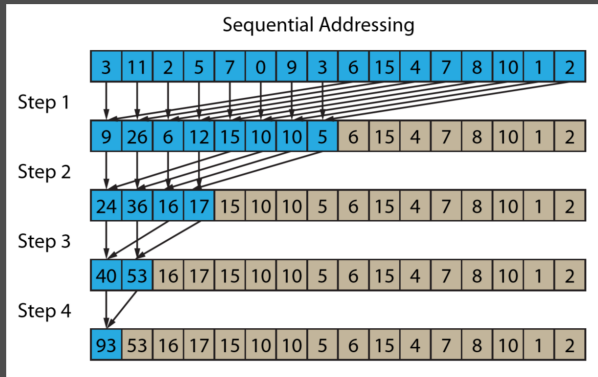 Sequential Addressing
3 11 2 5 7 0 9 3 6 15 4 7 8 10 1 2
Step 1
9 26 6 12 15 10 10 5 6 15 4 7 8 10 1 2
Step 2
24 36 16 17 15 10 10 5 6 15 4 7 8 10 1 2
Step 3
40 53 16 17 15 10 10 5 6 15 4 7 8 10 1 2
Step 4
93 53 16 17 15 10 10 5 6 15 4 7 8 10 1 2